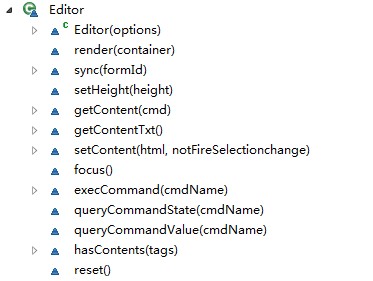 Editor
Editor(options)
render(container)
sync(formId)
setHeight(height)
getContent(cmd)
getContentTxt()
setContent(html, notFireSelectionchange)
focus()
execCommand(cmdName)
queryCommandState(cmdName)
queryCommandValue(cmdName)
hasContents(tags)
reset()